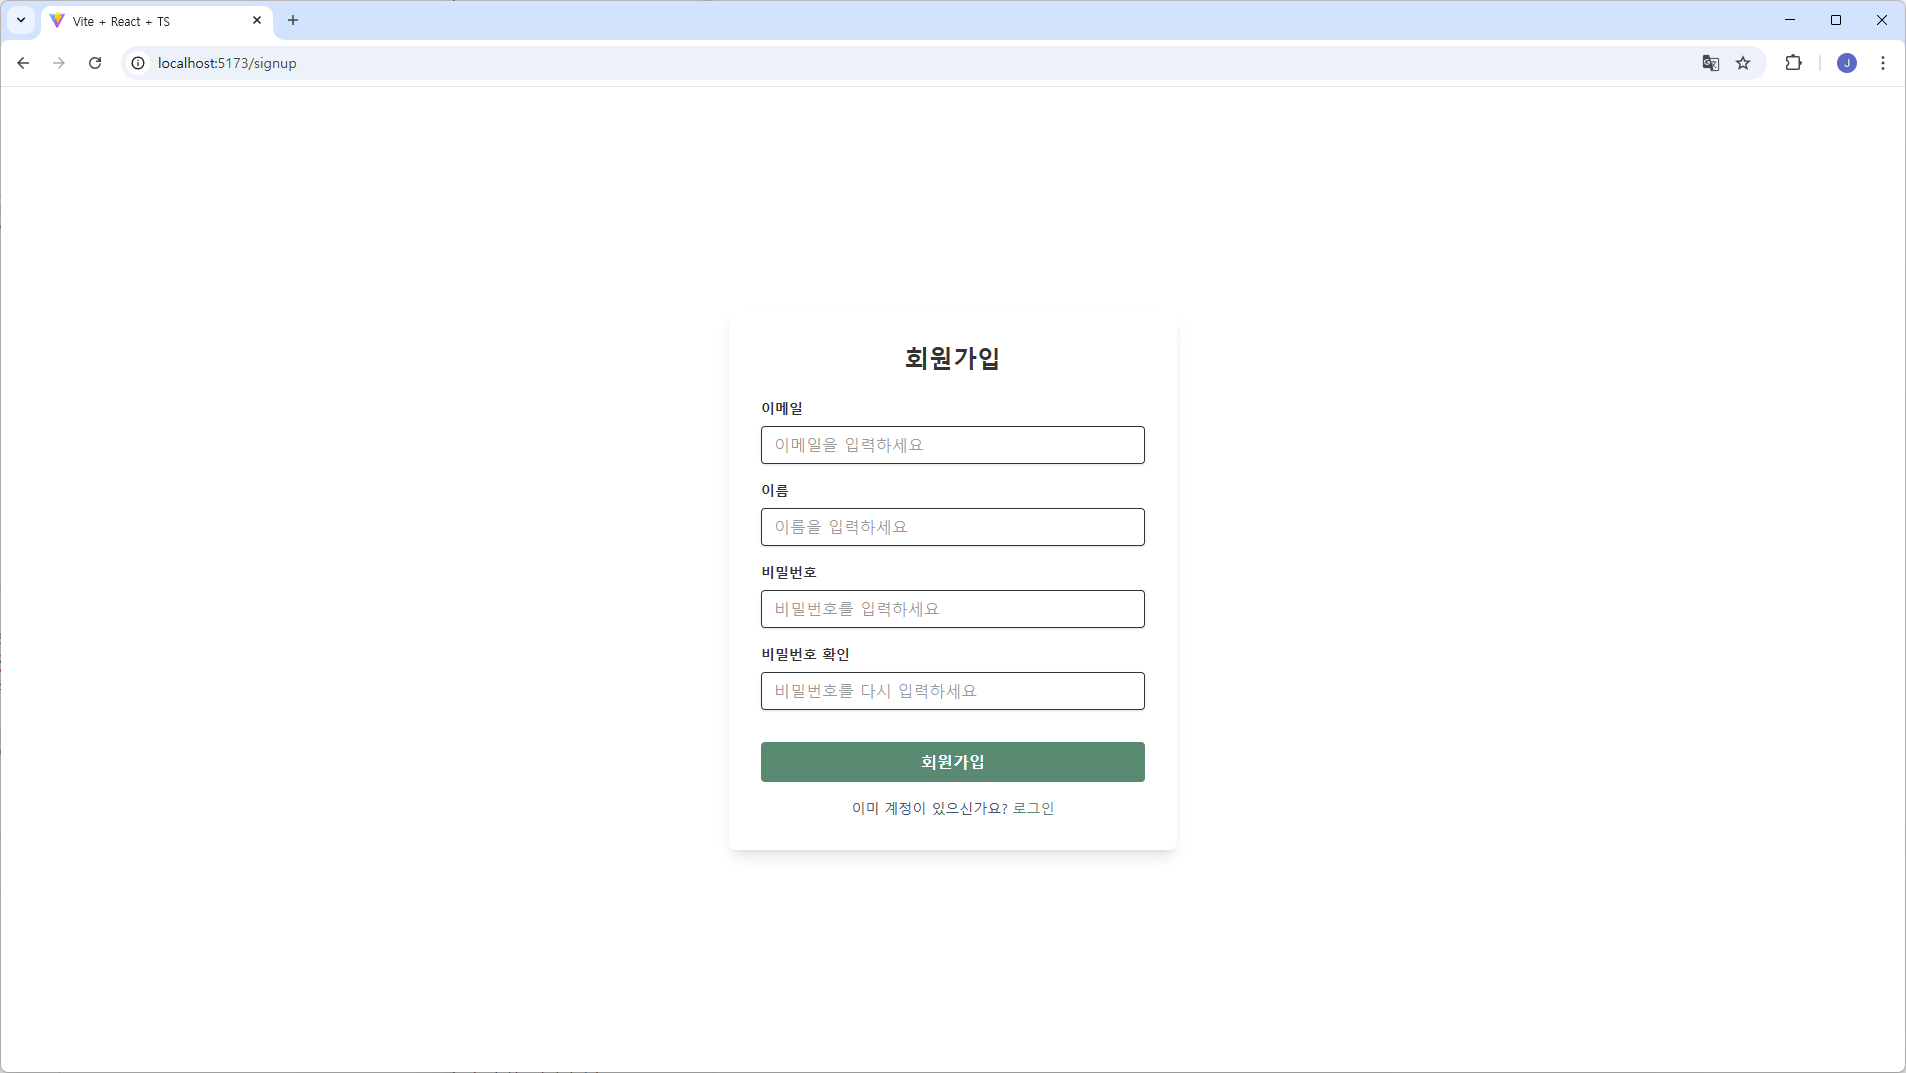 Vite + React + TS
localhost:5173/signup
J
회원가입
이메일
이메일을 입력하세요
이름
이름을 입력하세요
비밀번호
비밀번호를 입력하세요
비밀번호 확인
비밀번호를 다시 입력하세요
회원가입
이미 계정이 있으신가요? 로그인